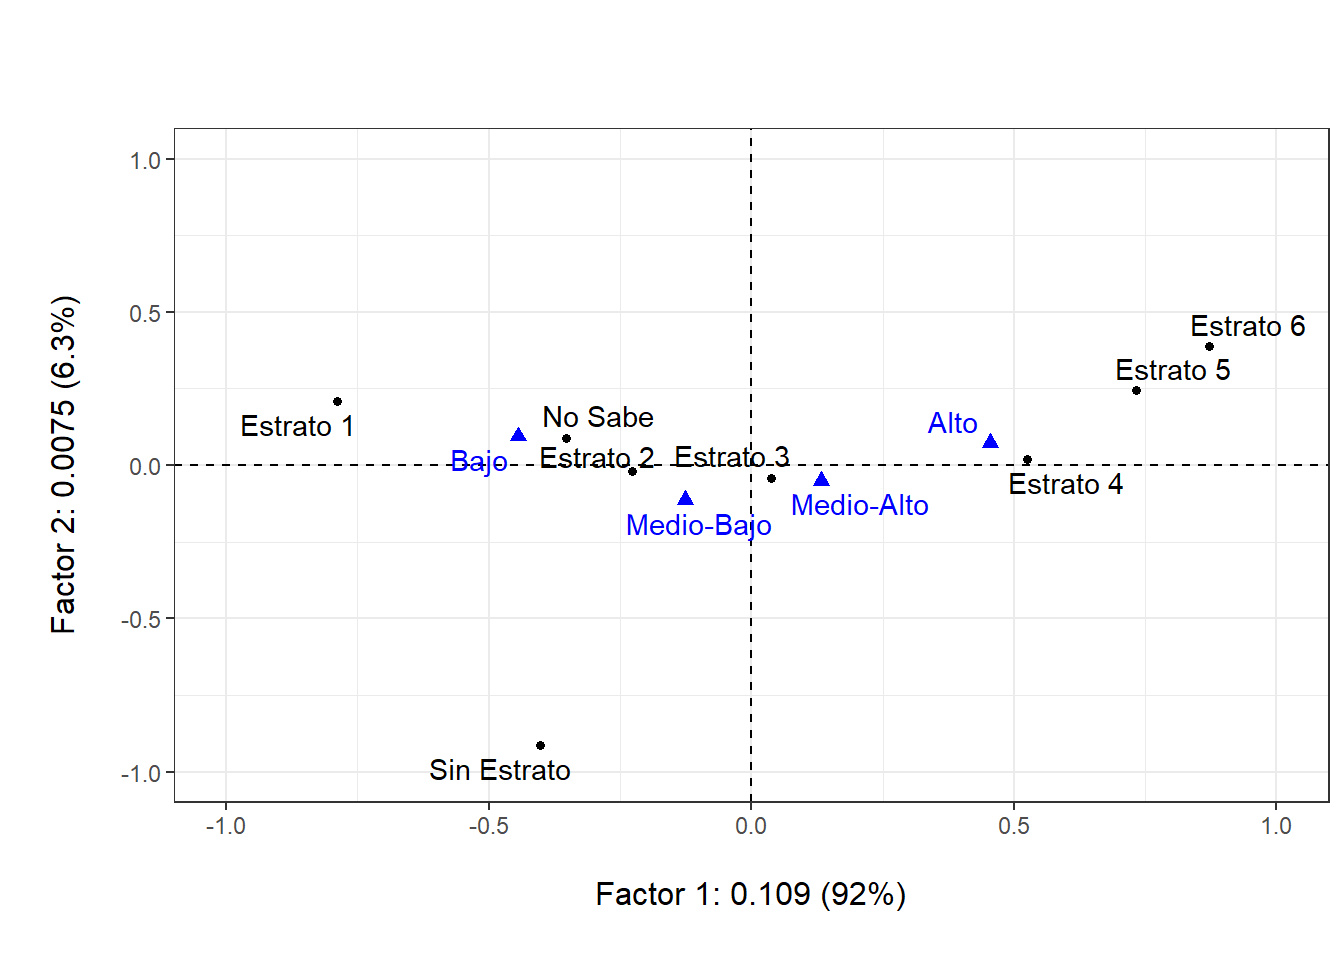 1.0
0.5
0.0
-0.5
-1.0
Factor 2: 0.0075 (6.3%)
Estrato 6
Estrato 5
No Sabe
Alto
Estrato 1
Estrato 3
Estrato 2
Bajo
Estrato 4
Medio-Alto
Medio-Bajo
Sin Estrato
-1.0
-0.5
0.0
0.5
1.0
Factor 1: 0.109 (92%)